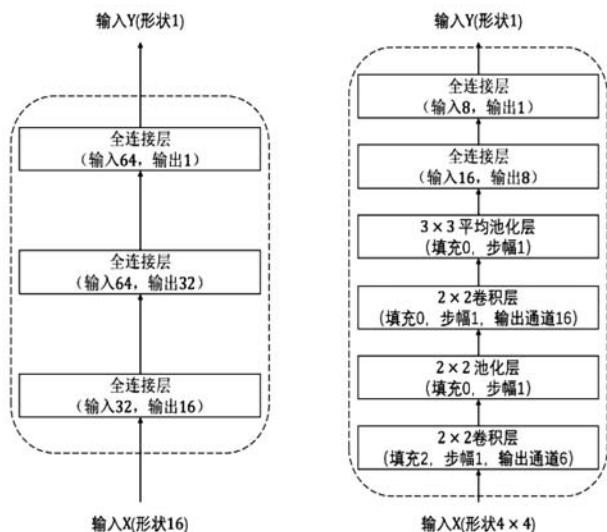 输入Y(形状1)
全连接层
(输入64，输出1)
全连接层
(输入64，输出32)
全连接层
(输入32，输出16)
输入X(形状16)
输入Y(形状1)
全连接层
(输入8，输出1)
全连接层
(输入16，输出8)
3×3 平均池化层
(填充0，步幅1)
2×2卷积层
(填充0，步幅1，输出通道16)
2×2 池化层
(填充0，步幅1)
2×2卷积层
(填充2，步幅1，输出通道6)
输入X(形状4×4)